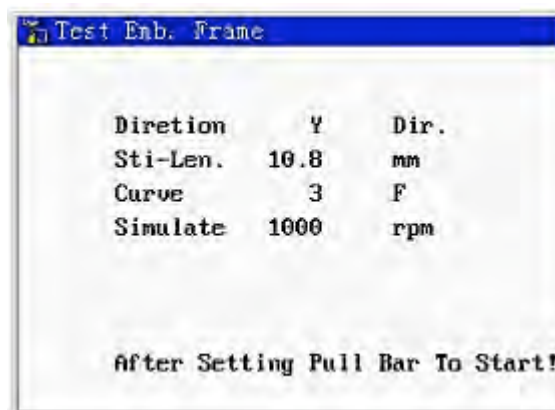 Test Enb. Frame
Diretion Y Dir.
Sti-Len. 10.8 mm
Curve 3 F
Simulate 1000 rpm
After Setting Pull Bar To Start!